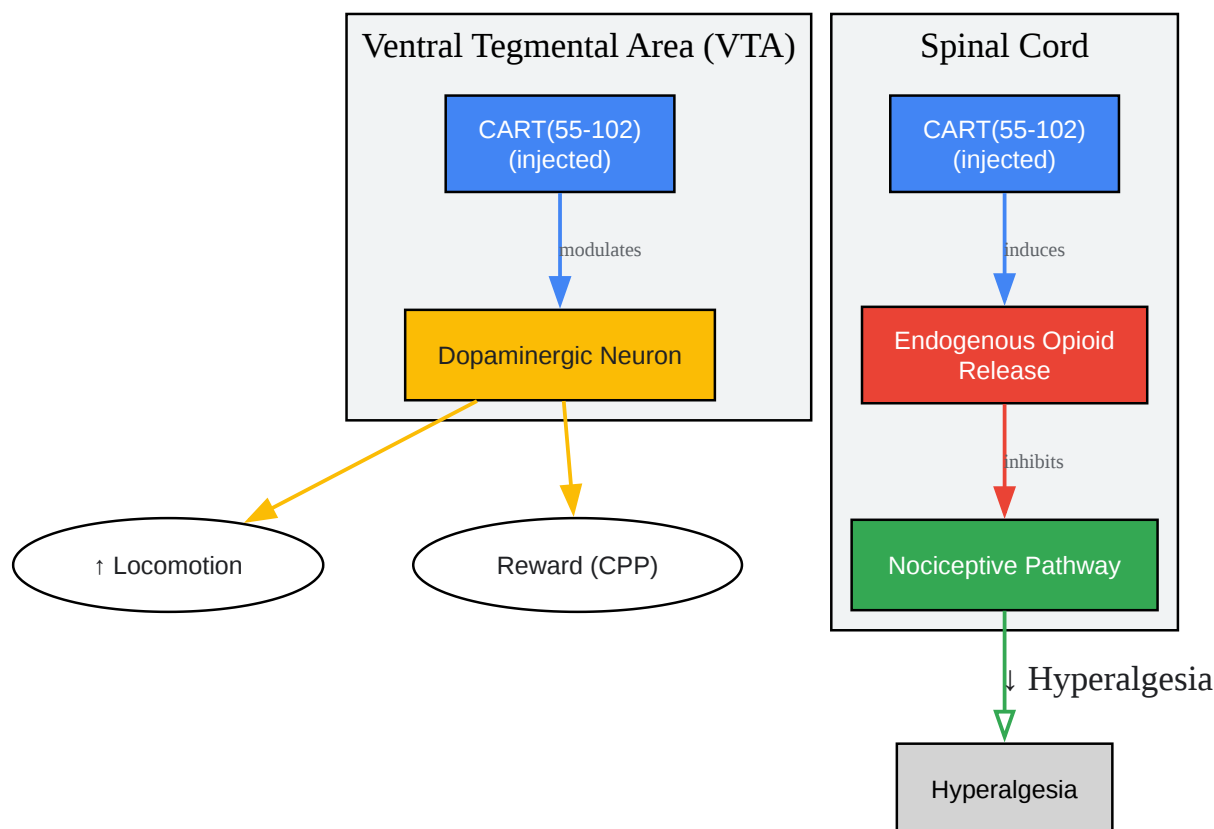 Ventral Tegmental Area (VTA)
CART(55-102)
(injected)
modulates
Dopaminergic Neuron
↑ Locomotion
Reward (CPP)
Spinal Cord
CART(55-102)
(injected)
induces
Endogenous Opioid
Release
inhibits
Nociceptive Pathway
↓ Hyperalgesia
Hyperalgesia